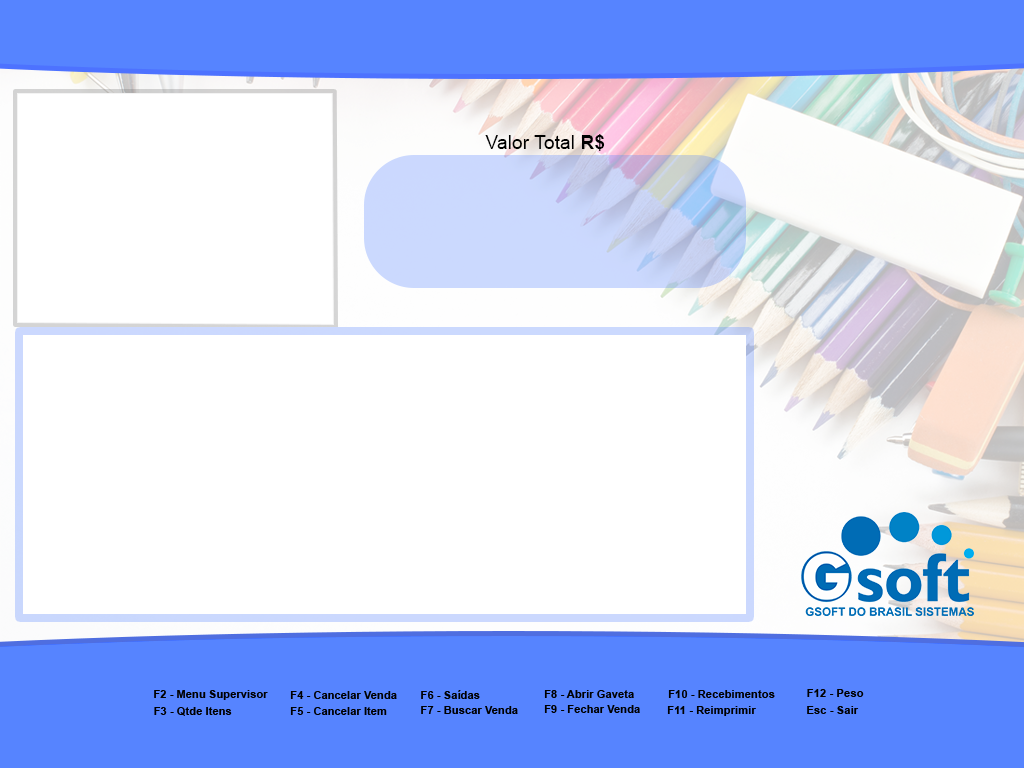 Valor Total R$
Gsoft
GSOFT DO BRASIL SISTEMAS
F2 - Menu Supervisor
F3 - Qtde Itens
F4 - Cancelar Venda
F5 - Cancelar Item
F6 - Saídas
F7 - Buscar Venda
F8 - Abrir Gaveta
F9 - Fechar Venda
F10 - Recebimentos
F11 - Reimprimir
F12 - Peso
Esc - Sair